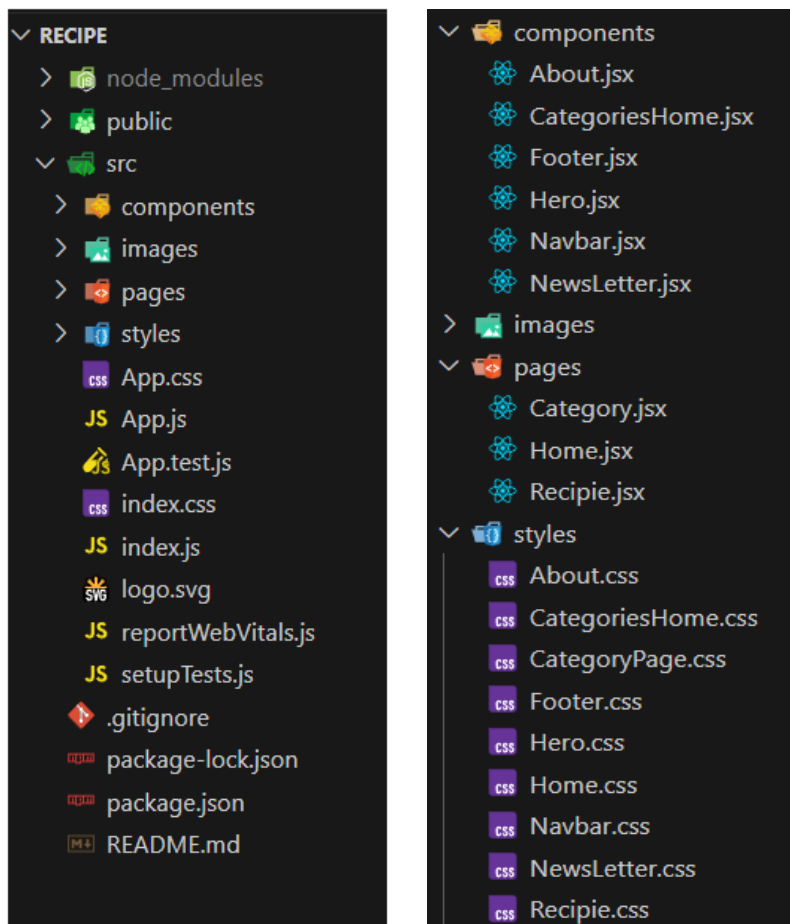 RECIPE
node_modules
public
src
components
images
pages
styles
App.css
App.js
App.test.js
index.css
index.js
logo.svg
reportWebVitals.js
setupTests.js
.gitignore
package-lock.json
package.json
README.md
components
About.jsx
CategoriesHome.jsx
Footer.jsx
Hero.jsx
Navbar.jsx
NewsLetter.jsx
images
pages
Category.jsx
Home.jsx
Recipie.jsx
styles
About.css
CategoriesHome.css
CategoryPage.css
Footer.css
Hero.css
Home.css
Navbar.css
NewsLetter.css
Recipie.css